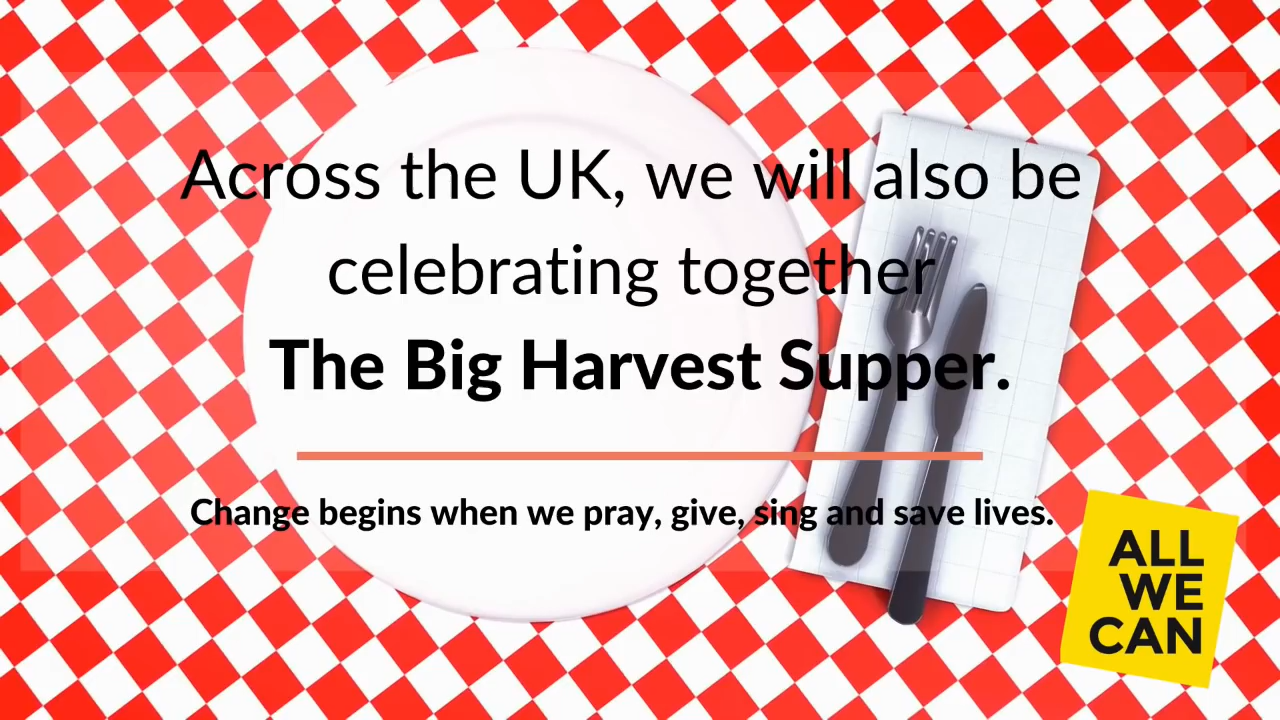 Across the UK, we will also be
celebrating together
The Big Harvest Supper.
Change begins when we pray, give, sing and save lives.
ALL
WE
CAN